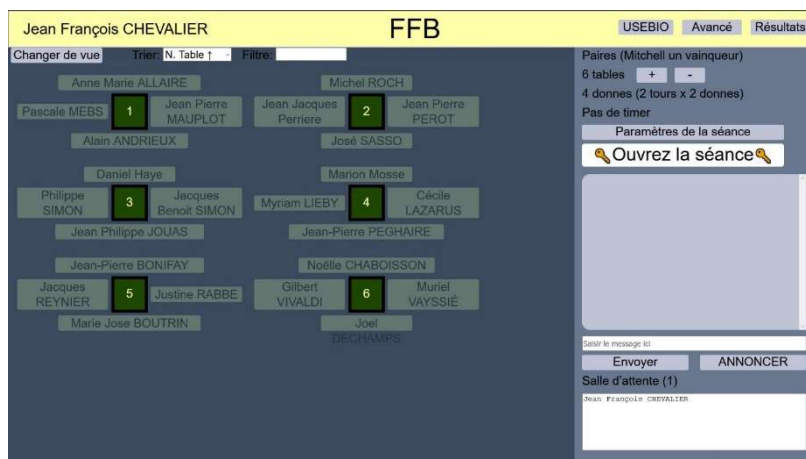 Jean François CHEVALIER
FFB
USEBIO Avancé Résultats
Changer de vue Trier: N. Table ↑ Filtre:
Anne Marie ALLAIRE
Pascale MEBS 1 Jean Pierre
MAUPLOT
Alain ANDRIEUX
Michel ROCH
Jean Jacques
Perriere 2 Jean Pierre
PEROT
José SASSO
Daniel Haye
Philippe
SIMON 3 Jacques
Benoit SIMON
Jean Philippe JOUAS
Marion Mosse
Myriam LIEBY 4 Cécile
LAZARUS
Jean-Pierre PEGHAIRE
Jean-Pierre BONIFAY
Jacques
REYNIER 5 Justine RABBE
Marie Jose BOUTRIN
Noëlle CHABOISSON
Gilbert
VIVALDI 6 Muriel
VAYSSIÉ
Joel
DECHAMPS
Paires (Mitchell un vainqueur)
6 tables + -
4 donnes (2 tours x 2 donnes)
Pas de timer
Paramètres de la séance
Ouvrez la séance
Saisir le message ici
Envoyer ANNONCER
Salle d'attente (1)
Jean François CHEVALIER